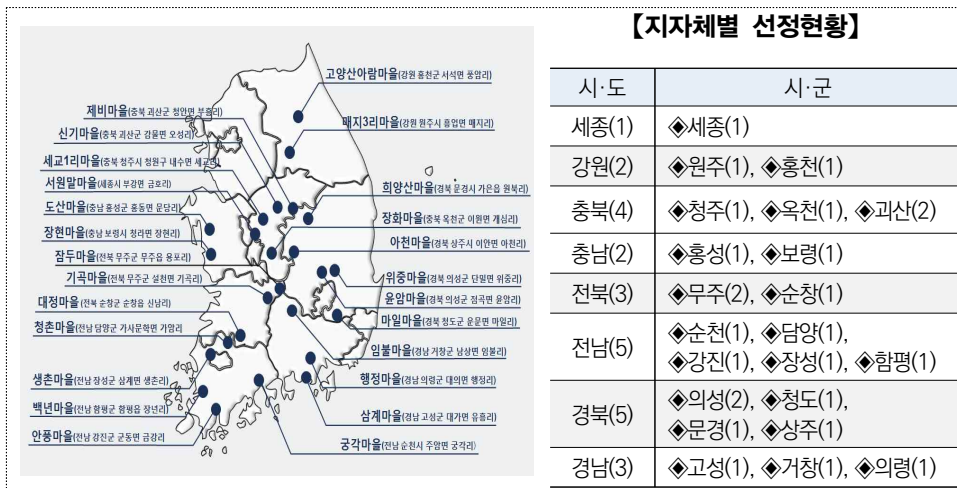 【지자체별 선정현황】
고양산아람마을(강원 홍천군 서석면 풍암리)
제비마을(충북 괴산군 청안면 부흥리)
매지3리마을(강원 원주시 흥업면 매지리)
신기마을(충북 괴산군 감물면 오성리)
세교1리마을(충북 청주시 청원구 내수면 세교면)
서원말마을(세종시 부강면 금호리)
희양산마을(경북 문경시 가은읍 원북리)
도산마을(충남 홍성군 홍동면 문당리)
장화마을(충북 옥천군 이원면 개심리)
장현마을(충남 보령시 청라면 장현리)
아천마을(경북 상주시 이안면 아천리)
잠두마을(전북 무주군 무주읍 용포리)
기곡마을(전북 무주군 설천면 기곡리)
위중마을(경북 의성군 단밀면 위중리)
대정마을(전북 순창군 순창읍 신남리)
윤암마을(경북 의성군 점곡면 윤암리)
청촌마을(전남 담양군 가사문학면 가암리
마일마을(경북 청도군 운문면 마일리)
임불마을(경남 거창군 남상면 임불리)
생촌마을(전남 장성군 삼계면 생촌리)
행정마을(경남 의령군 대의면 행정리)
백년마을(전남 함평군 함평읍 장년리)
삼계마을(경남 고성군 대가면 유흥리)
안풍마을(전남 강진군 군동면 금강리
궁각마을(전남 순천시 주암면 궁각리)
시·도 시·군
세종(1) ◈세종(1)
강원(2) ◈원주(1), ◈홍천(1)
충북(4) ◈청주(1), ◈옥천(1), ◈괴산(2)
충남(2) ◈홍성(1), ◈보령(1)
전북(3) ◈무주(2), ◈순창(1)
전남(5) ◈순천(1), ◈담양(1),
◈강진(1), ◈장성(1), ◈함평(1)
경북(5) ◈의성(2), ◈청도(1),
◈문경(1), ◈상주(1)
경남(3) ◈고성(1), ◈거창(1), ◈의령(1)